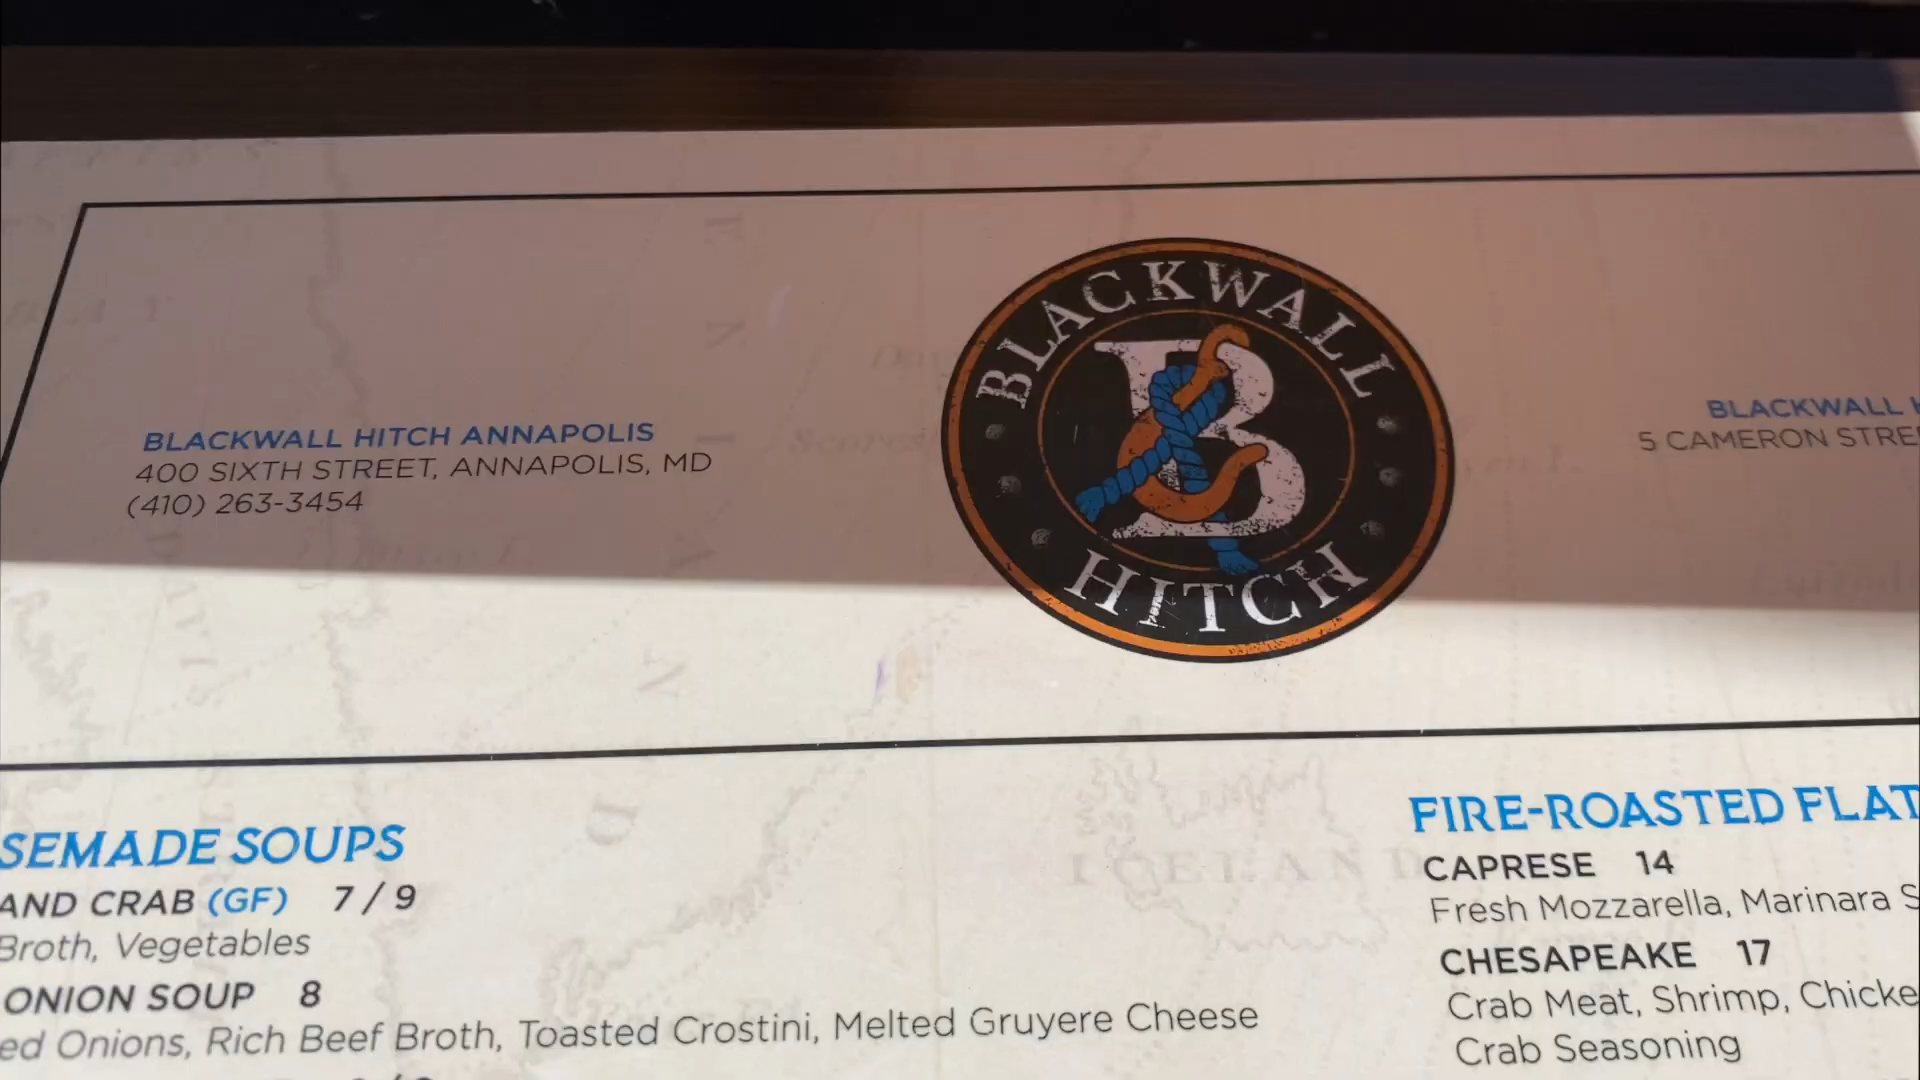 BLACKWALL
B
HITCH
BLACKWALL HITCH ANNAPOLIS
400 SIXTH STREET, ANNAPOLIS, MD
(410) 263-3454
BLACKWALL
5 CAMERON
SEMADE SOUPS
AND CRAB (GF) 7 / 9
Broth, Vegetables
ONION SOUP 8
ed Onions, Rich Beef Broth, Toasted Crostini, Melted Gruyere Cheese
FIRE-ROASTED FLAT
CAPRESE 14
Fresh Mozzarella, Marinara S
CHESAPEAKE 17
Crab Meat, Shrimp, Chicke
Crab Seasoning
ICELAND